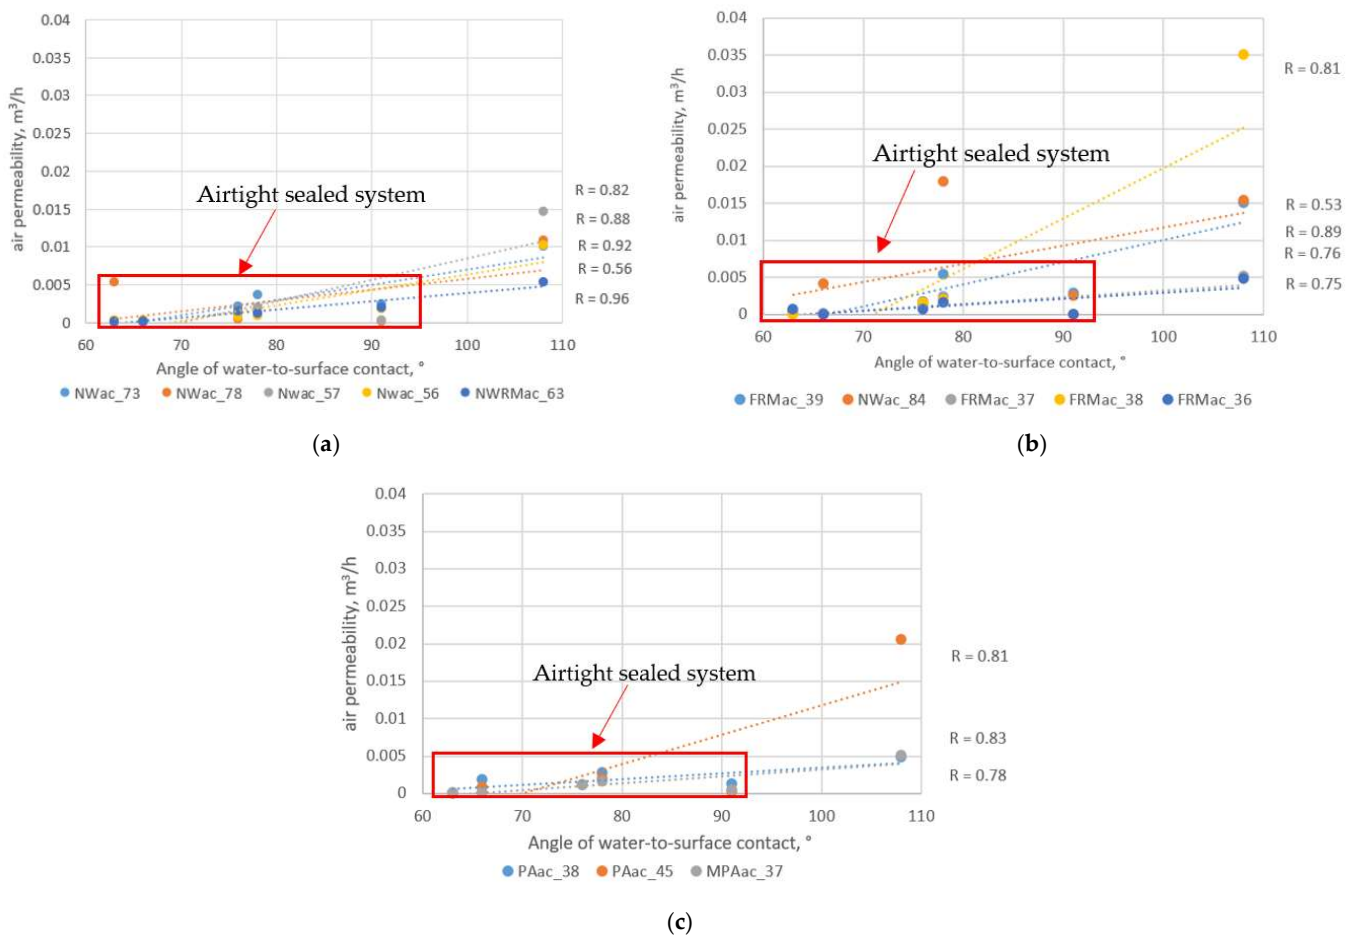 0.04
0.035
0.03
0.025
0.02
0.015
0.01
0.005
0
air permeability, m³/h
Airtight sealed system
R = 0.82
R = 0.88
R = 0.92
R = 0.56
R = 0.96
60 70 80 90 100 110
Angle of water-to-surface contact, °
NWac_73 NWac_78 Nwac_57 Nwac_56 NWRMac_63
(a)
0.04
0.035
0.03
0.025
0.02
0.015
0.01
0.005
0
air permeability, m³/h
Airtight sealed system
R = 0.81
R = 0.53
R = 0.89
R = 0.76
R = 0.75
60 70 80 90 100 110
Angle of water-to-surface contact, °
FRMac_39 NWac_84 FRMac_37 FRMac_38 FRMac_36
(b)
0.04
0.035
0.03
0.025
0.02
0.015
0.01
0.005
0
air permeability, m³/h
Airtight sealed system
R = 0.81
R = 0.83
R = 0.78
60 70 80 90 100 110
Angle of water-to-surface contact, °
PAac_38 PAac_45 MPAac_37
(c)